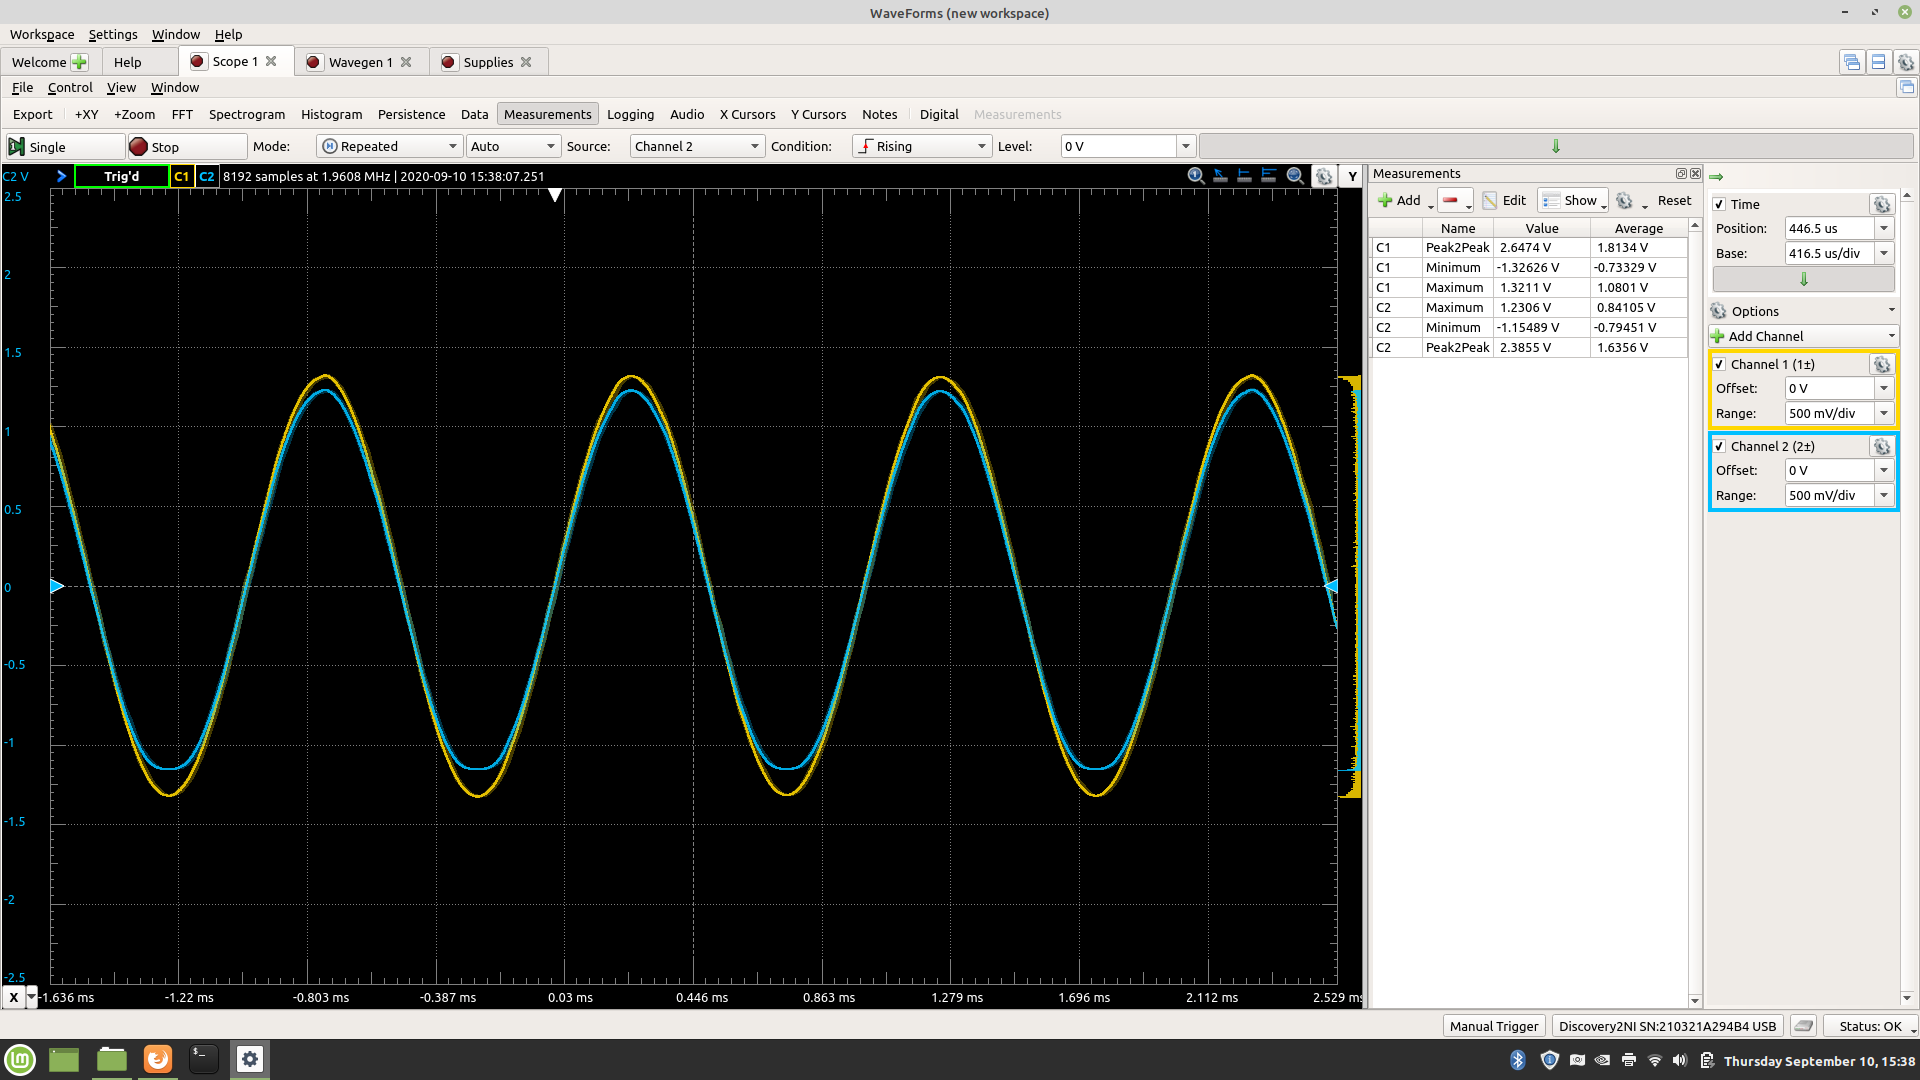 WaveForms (new workspace)
Workspace Settings Window Help
Welcome Help Scope 1 Wavegen 1 Supplies
File Control View Window
Export +XY +Zoom FFT Spectrogram Histogram Persistence Data Measurements Logging Audio X Cursors Y Cursors Notes Digital Measurements
Single Stop Mode: Repeated Auto Source: Channel 2 Condition: Rising Level: 0 V
C2 V Trig'd C1 C2 8192 samples at 1.9608 MHz | 2020-09-10 15:38:07.251 Y
2.5
2
1.5
1
0.5
0
-0.5
-1
-1.5
-2
-2.5
X -1.636 ms -1.22 ms -0.803 ms -0.387 ms 0.03 ms 0.446 ms 0.863 ms 1.279 ms 1.696 ms 2.112 ms 2.529 ms
Measurements
Add Edit Show Reset
Name Value Average
C1 Peak2Peak 2.6474 V 1.8134 V
C1 Minimum -1.32626 V -0.73329 V
C1 Maximum 1.3211 V 1.0801 V
C2 Maximum 1.2306 V 0.84105 V
C2 Minimum -1.15489 V -0.79451 V
C2 Peak2Peak 2.3855 V 1.6356 V
Time
Position: 446.5 us
Base: 416.5 us/div
Options
Add Channel
Channel 1 (1±)
Offset: 0 V
Range: 500 mV/div
Channel 2 (2±)
Offset: 0 V
Range: 500 mV/div
Manual Trigger Discovery2NI SN:210321A294B4 USB Status: OK
$_ Thursday September 10, 15:38